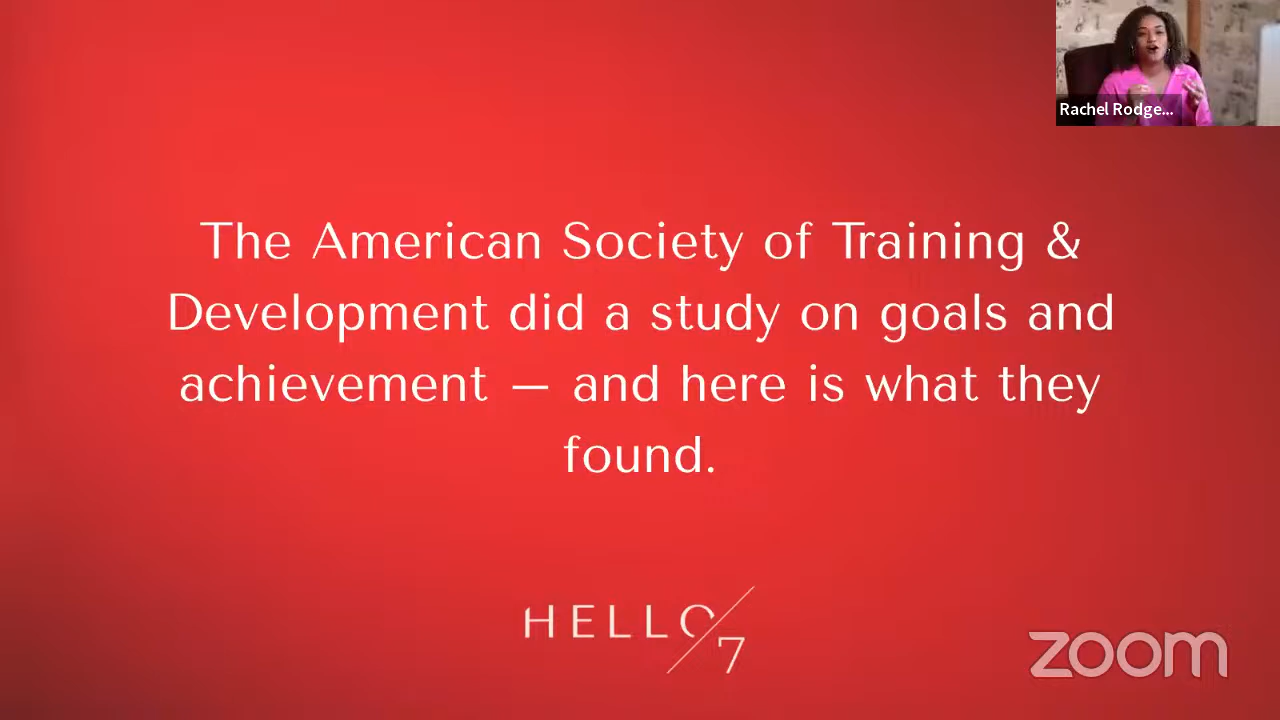 Rachel Rodge...
The American Society of Training &
Development did a study on goals and
achievement – and here is what they
found.
HELLO
7
zoom